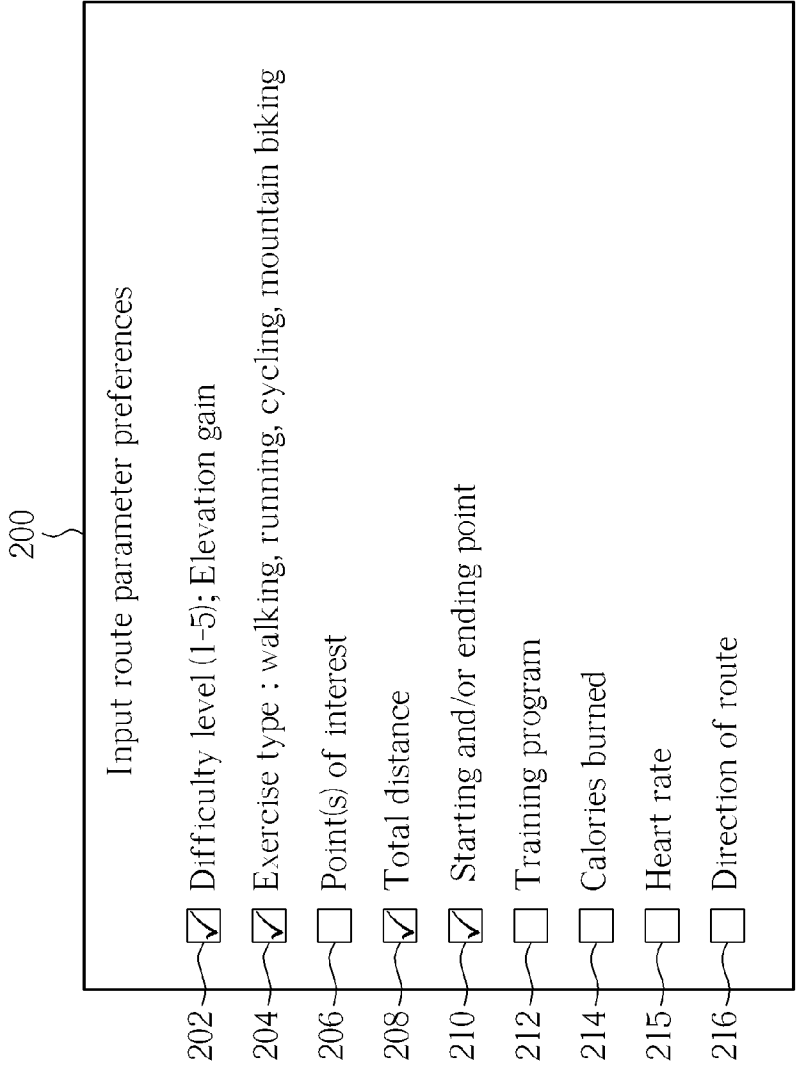 200
Input route parameter preferences
202 Difficulty level (1-5); Elevation gain
204 Exercise type : walking, running, cycling, mountain biking
206 Point(s) of interest
208 Total distance
210 Starting and/or ending point
212 Training program
214 Calories burned
215 Heart rate
216 Direction of route